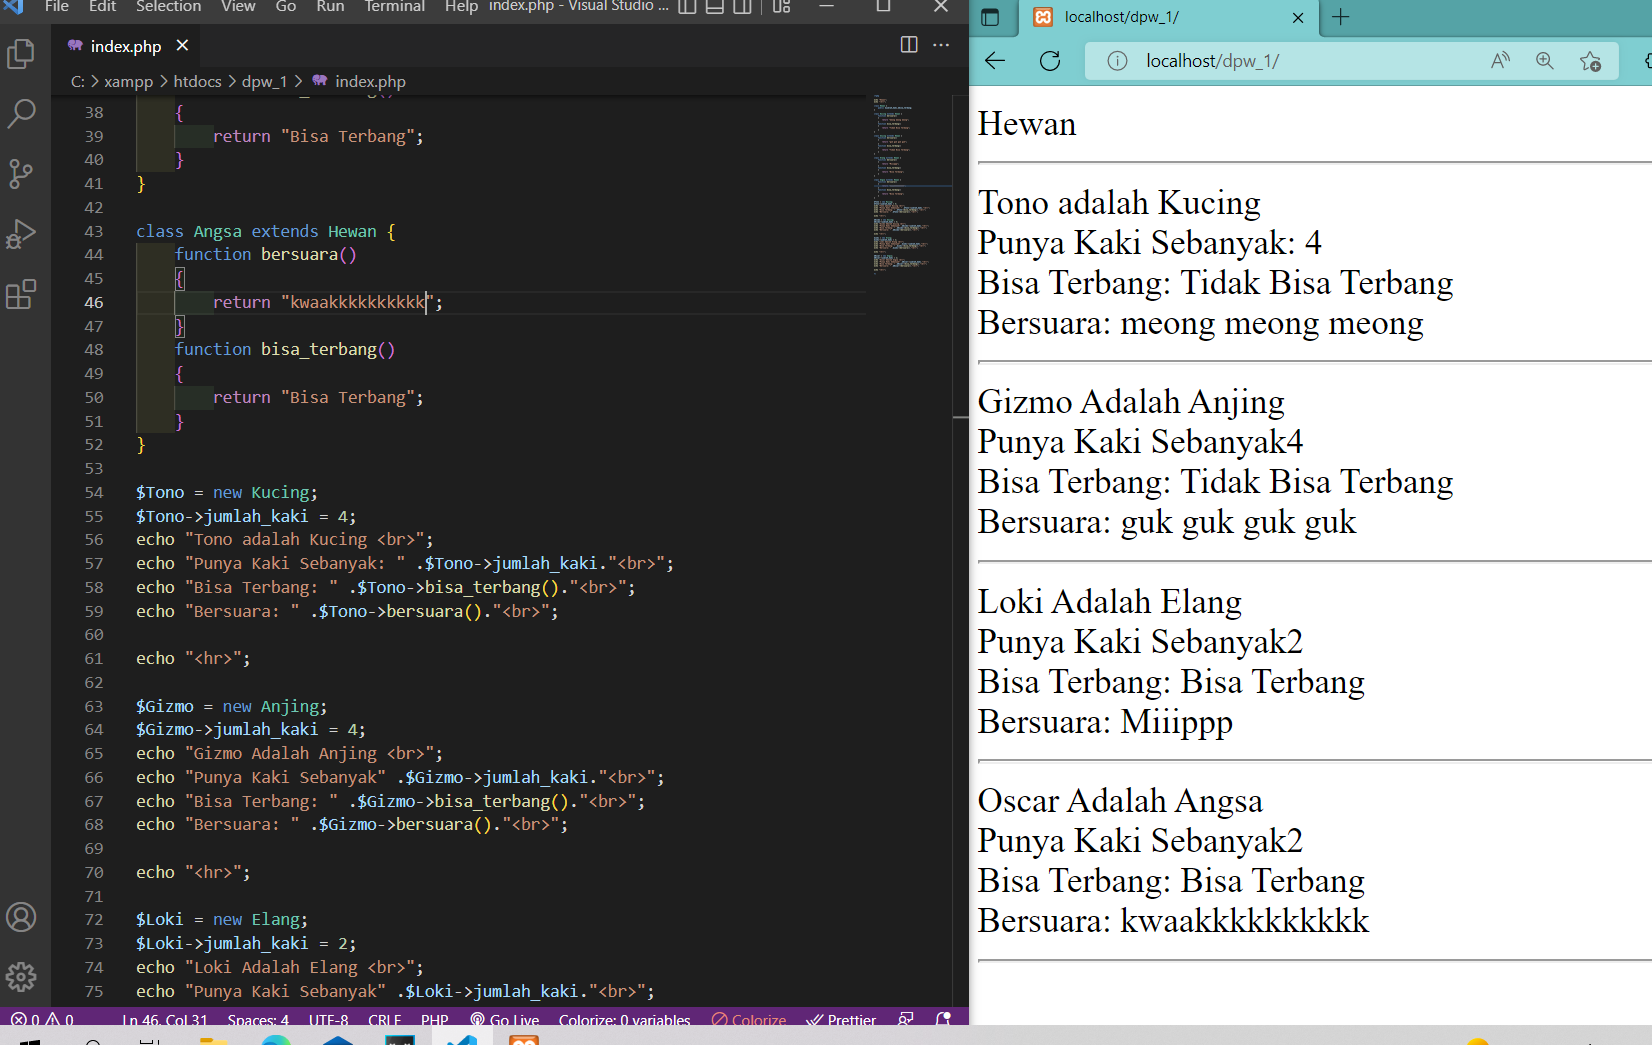 File Edit Selection View Go Run Terminal Help index.php - Visual Studio ...
index.php
C: > xampp > htdocs > dpw_1 > index.php
38 {
39 return "Bisa Terbang";
40 }
41 }
42
43 class Angsa extends Hewan {
44 function bersuara()
45 {
46 return "kwaakkkkkkkkkk";
47 }
48 function bisa_terbang()
49 {
50 return "Bisa Terbang";
51 }
52 }
53
54 $Tono = new Kucing;
55 $Tono->jumlah_kaki = 4;
56 echo "Tono adalah Kucing <br>";
57 echo "Punya Kaki Sebanyak: " .$Tono->jumlah_kaki."<br>";
58 echo "Bisa Terbang: " .$Tono->bisa_terbang()."<br>";
59 echo "Bersuara: " .$Tono->bersuara()."<br>";
60
61 echo "<hr>";
62
63 $Gizmo = new Anjing;
64 $Gizmo->jumlah_kaki = 4;
65 echo "Gizmo Adalah Anjing <br>";
66 echo "Punya Kaki Sebanyak" .$Gizmo->jumlah_kaki."<br>";
67 echo "Bisa Terbang: " .$Gizmo->bisa_terbang()."<br>";
68 echo "Bersuara: " .$Gizmo->bersuara()."<br>";
69
70 echo "<hr>";
71
72 $Loki = new Elang;
73 $Loki->jumlah_kaki = 2;
74 echo "Loki Adalah Elang <br>";
75 echo "Punya Kaki Sebanyak" .$Loki->jumlah_kaki."<br>";
0 0 Ln 46, Col 31 Spaces: 4 UTF-8 CRLF PHP Go Live Colorize: 0 variables Colorize Prettier
localhost/dpw_1/
localhost/dpw_1/
Hewan
Tono adalah Kucing
Punya Kaki Sebanyak: 4
Bisa Terbang: Tidak Bisa Terbang
Bersuara: meong meong meong
Gizmo Adalah Anjing
Punya Kaki Sebanyak4
Bisa Terbang: Tidak Bisa Terbang
Bersuara: guk guk guk guk
Loki Adalah Elang
Punya Kaki Sebanyak2
Bisa Terbang: Bisa Terbang
Bersuara: Miiippp
Oscar Adalah Angsa
Punya Kaki Sebanyak2
Bisa Terbang: Bisa Terbang
Bersuara: kwaakkkkkkkkkk